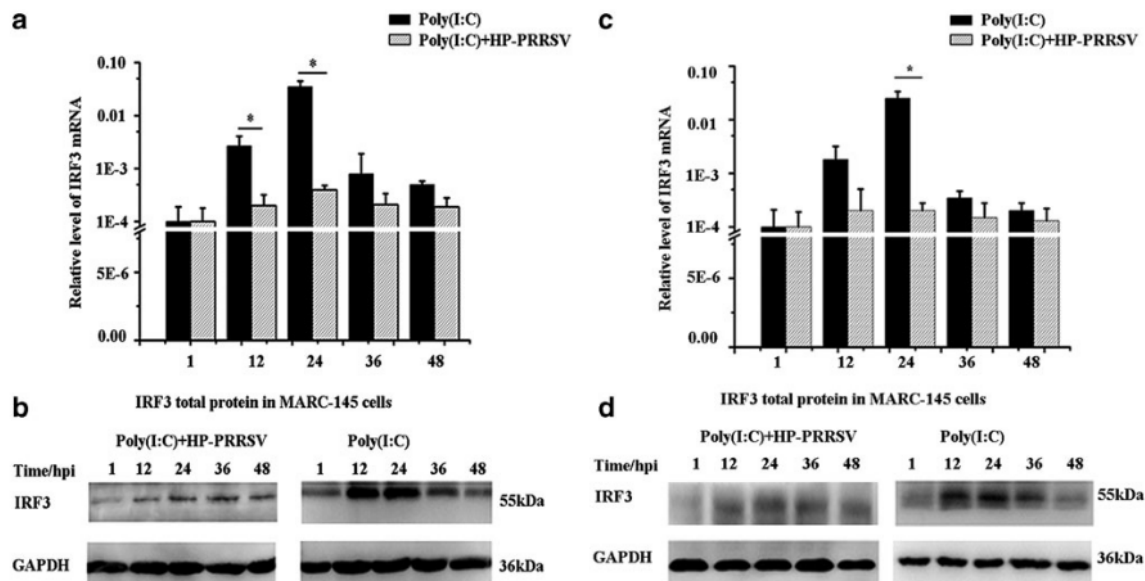 a
Poly(I:C)
Poly(I:C)+HP-PRRSV
Relative level of IRF3 mRNA
0.10
0.01
1E-3
1E-4
5E-6
0.00
*
*
1 12 24 36 48
b
IRF3 total protein in MARC-145 cells
Poly(I:C)+HP-PRRSV Poly(I:C)
Time/hpi 1 12 24 36 48 1 12 24 36 48
IRF3 55kDa
GAPDH 36kDa
c
Poly(I:C)
Poly(I:C)+HP-PRRSV
Relative level of IRF3 mRNA
0.10
0.01
1E-3
1E-4
5E-6
0.00
*
1 12 24 36 48
d
IRF3 total protein in MARC-145 cells
Poly(I:C)+HP-PRRSV Poly(I:C)
Time/hpi 1 12 24 36 48 1 12 24 36 48
IRF3 55kDa
GAPDH 36kDa